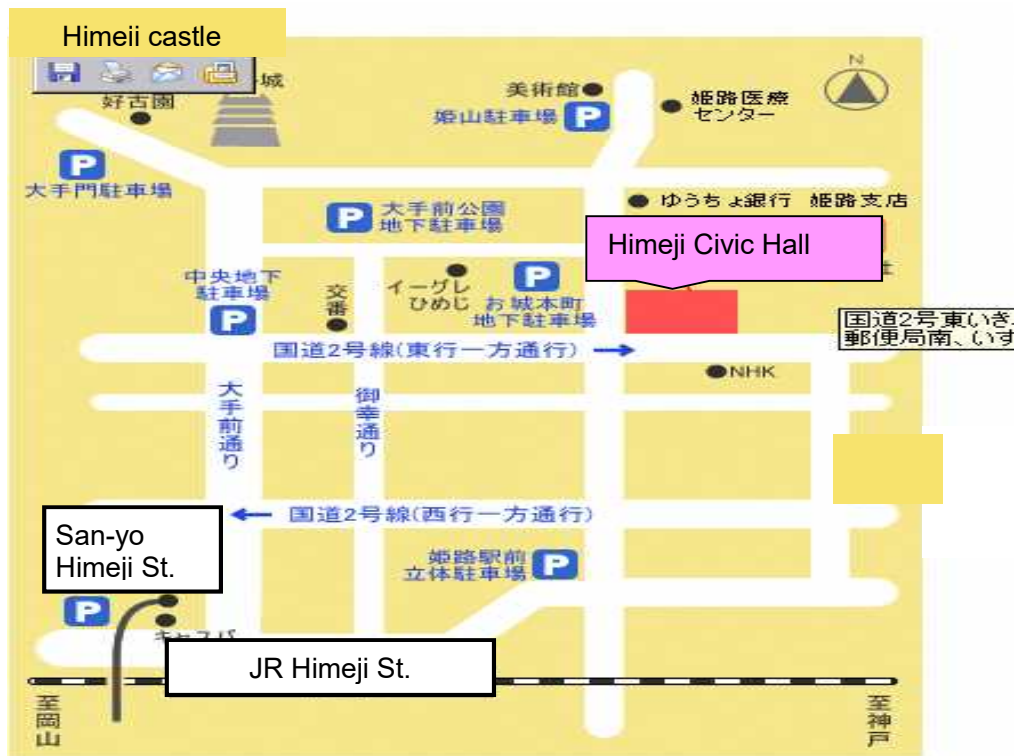 Himeii castle
城
好古園
美術館
姫山駐車場 P
姫路医療
センター
N
P
大手門駐車場
P 大手前公園
地下駐車場
ゆうちょ銀行 姫路支店
Himeji Civic Hall
中央地下
駐車場
P
交番
イーグレ
ひめじ
P
お城本町
地下駐車場
国道2号東いき
郵便局南、いす
国道2号線(東行一方通行) →
NHK
大手前通り
御幸通り
← 国道2号線(西行一方通行)
San-yo
Himeji St.
姫路駅前
立体駐車場 P
P
キャスパ
JR Himeji St.
至岡山
至神戸